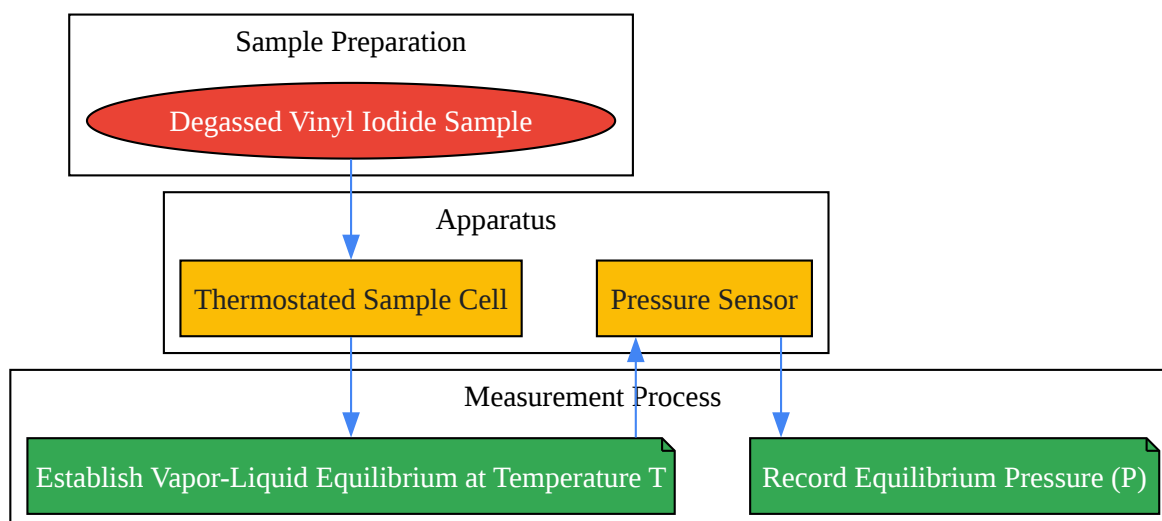 Sample Preparation
Degassed Vinyl Iodide Sample
Apparatus
Thermostated Sample Cell
Pressure Sensor
Measurement Process
Establish Vapor-Liquid Equilibrium at Temperature T
Record Equilibrium Pressure (P)